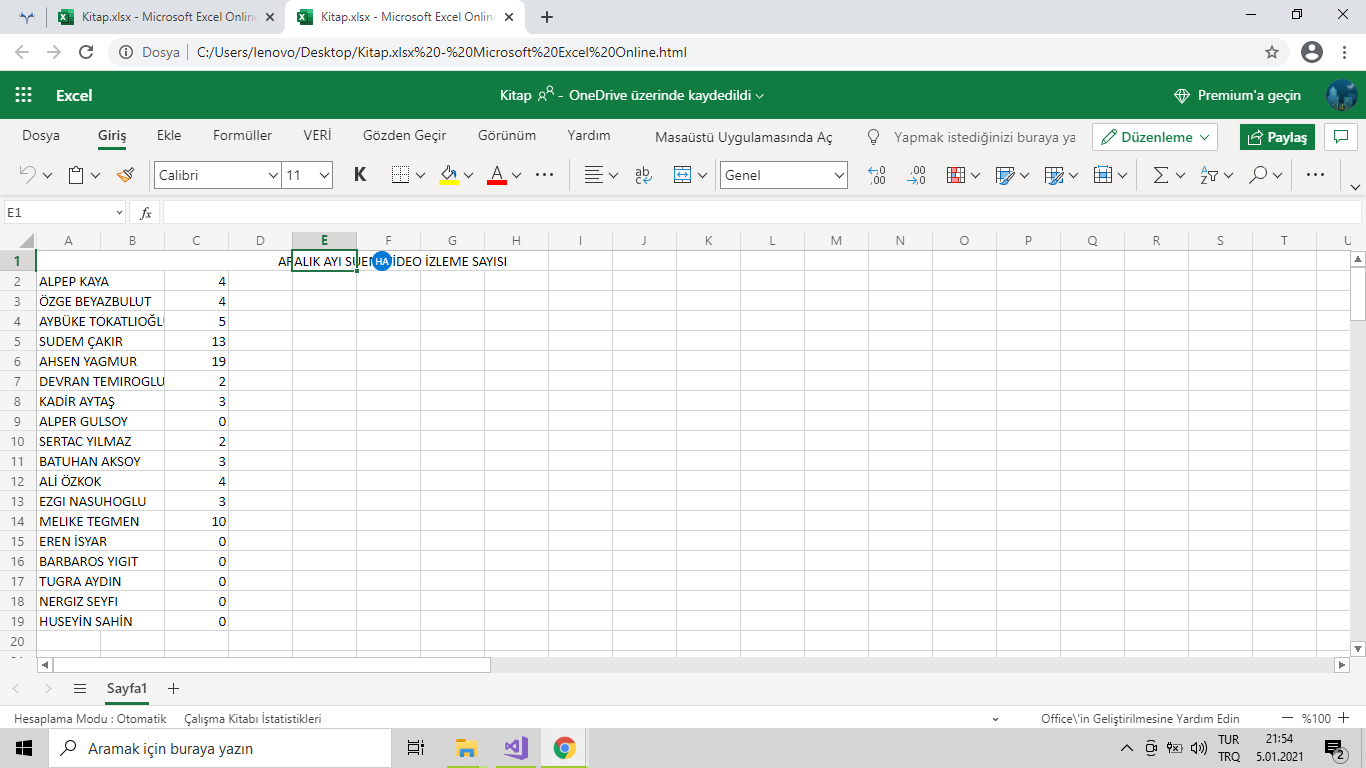 Kitap.xlsx - Microsoft Excel Onlin
Kitap.xlsx - Microsoft Excel Onlin
Dosya C:/Users/lenovo/Desktop/Kitap.xlsx%20-%20Microsoft%20Excel%20Online.html
Excel Kitap - OneDrive üzerinde kaydedildi Premium'a geçin
Dosya Giriş Ekle Formüller VERİ Gözden Geçir Görünüm Yardım Masaüstü Uygulamasında Aç Yapmak istediğinizi buraya ya Düzenleme Paylaş
Calibri 11 K A Genel
E1 fx
A B C D E F G H I J K L M N O P Q R S T U
1 ARALIK AYI İZLEME SAYISI
HA
2 ALPEP KAYA 4
3 ÖZGE BEYAZBULUT 4
4 AYBÜKE TOKATLIOĞLU 5
5 SUDEM ÇAKIR 13
6 AHSEN YAGMUR 19
7 DEVRAN TEMIROGLU 2
8 KADİR AYTAŞ 3
9 ALPER GULSOY 0
10 SERTAC YILMAZ 2
11 BATUHAN AKSOY 3
12 ALİ ÖZKOK 4
13 EZGI NASUHOGLU 3
14 MELIKE TEGMEN 10
15 EREN İSYAR 0
16 BARBAROS YIGIT 0
17 TUGRA AYDIN 0
18 NERGIZ SEYFI 0
19 HUSEYİN SAHİN 0
20
Sayfa1
Hesaplama Modu : Otomatik Çalışma Kitabı İstatistikleri Office\'in Geliştirilmesine Yardım Edin %100
Aramak için buraya yazın
TUR 21:54
TRQ 5.01.2021 2